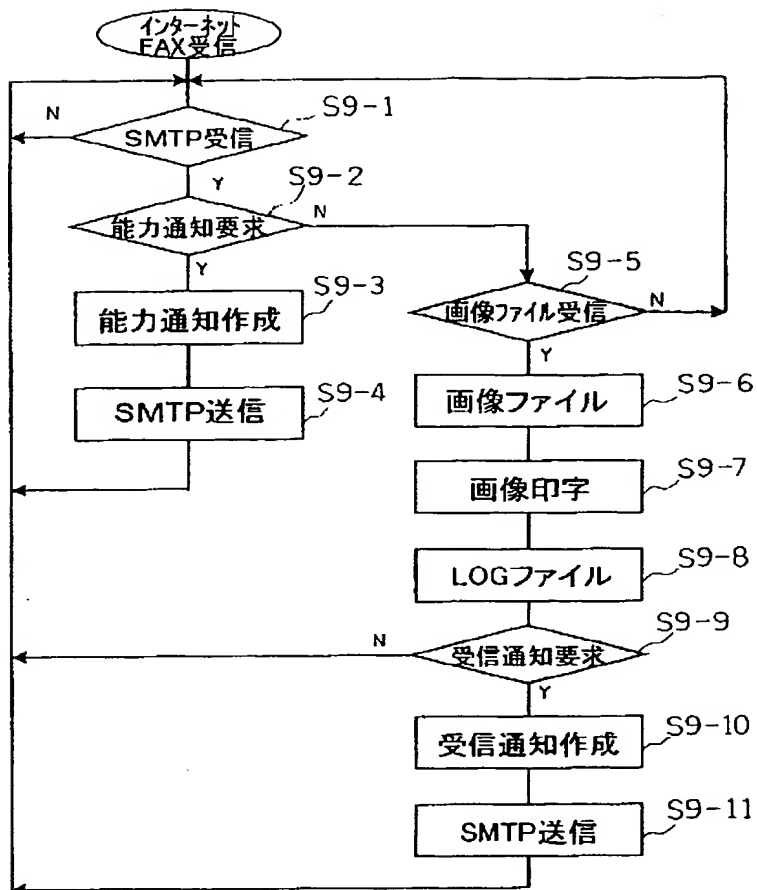 インターネット
FAX受信
N
S9-1
SMTP受信
Y
S9-2
能力通知要求
N
Y
S9-3
能力通知作成
S9-4
SMTP送信
S9-5
画像ファイル受信
N
Y
S9-6
画像ファイル
S9-7
画像印字
S9-8
LOGファイル
S9-9
N
受信通知要求
Y
S9-10
受信通知作成
S9-11
SMTP送信